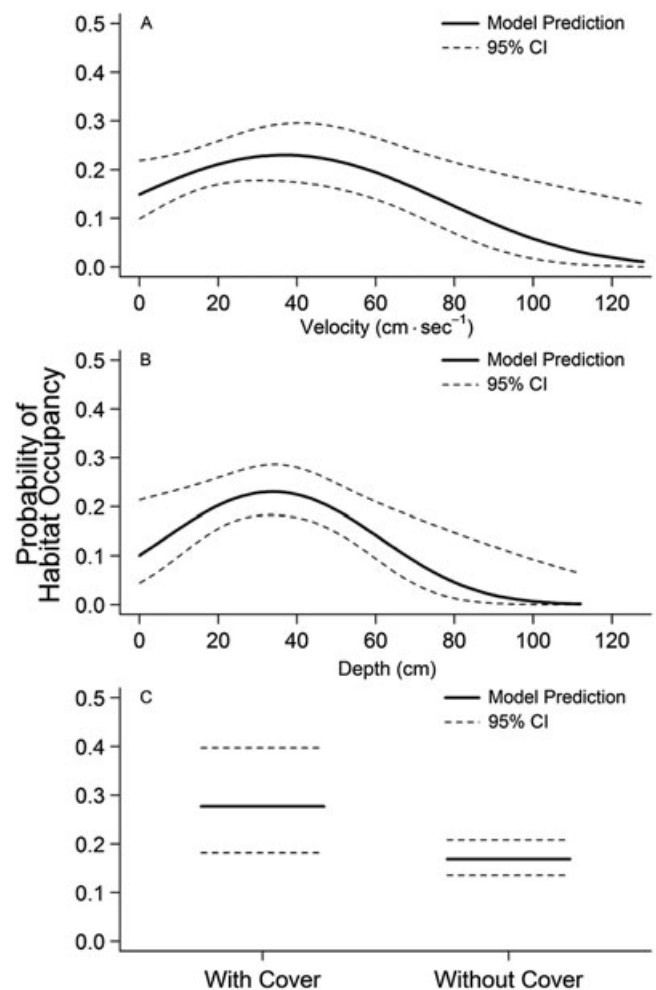 Probability of
Habitat Occupancy
A
Model Prediction
95% CI
0.5
0.4
0.3
0.2
0.1
0.0
0 20 40 60 80 100 120
Velocity (cm · sec⁻¹)
B
Model Prediction
95% CI
0.5
0.4
0.3
0.2
0.1
0.0
0 20 40 60 80 100 120
Depth (cm)
C
Model Prediction
95% CI
0.5
0.4
0.3
0.2
0.1
0.0
With Cover Without Cover